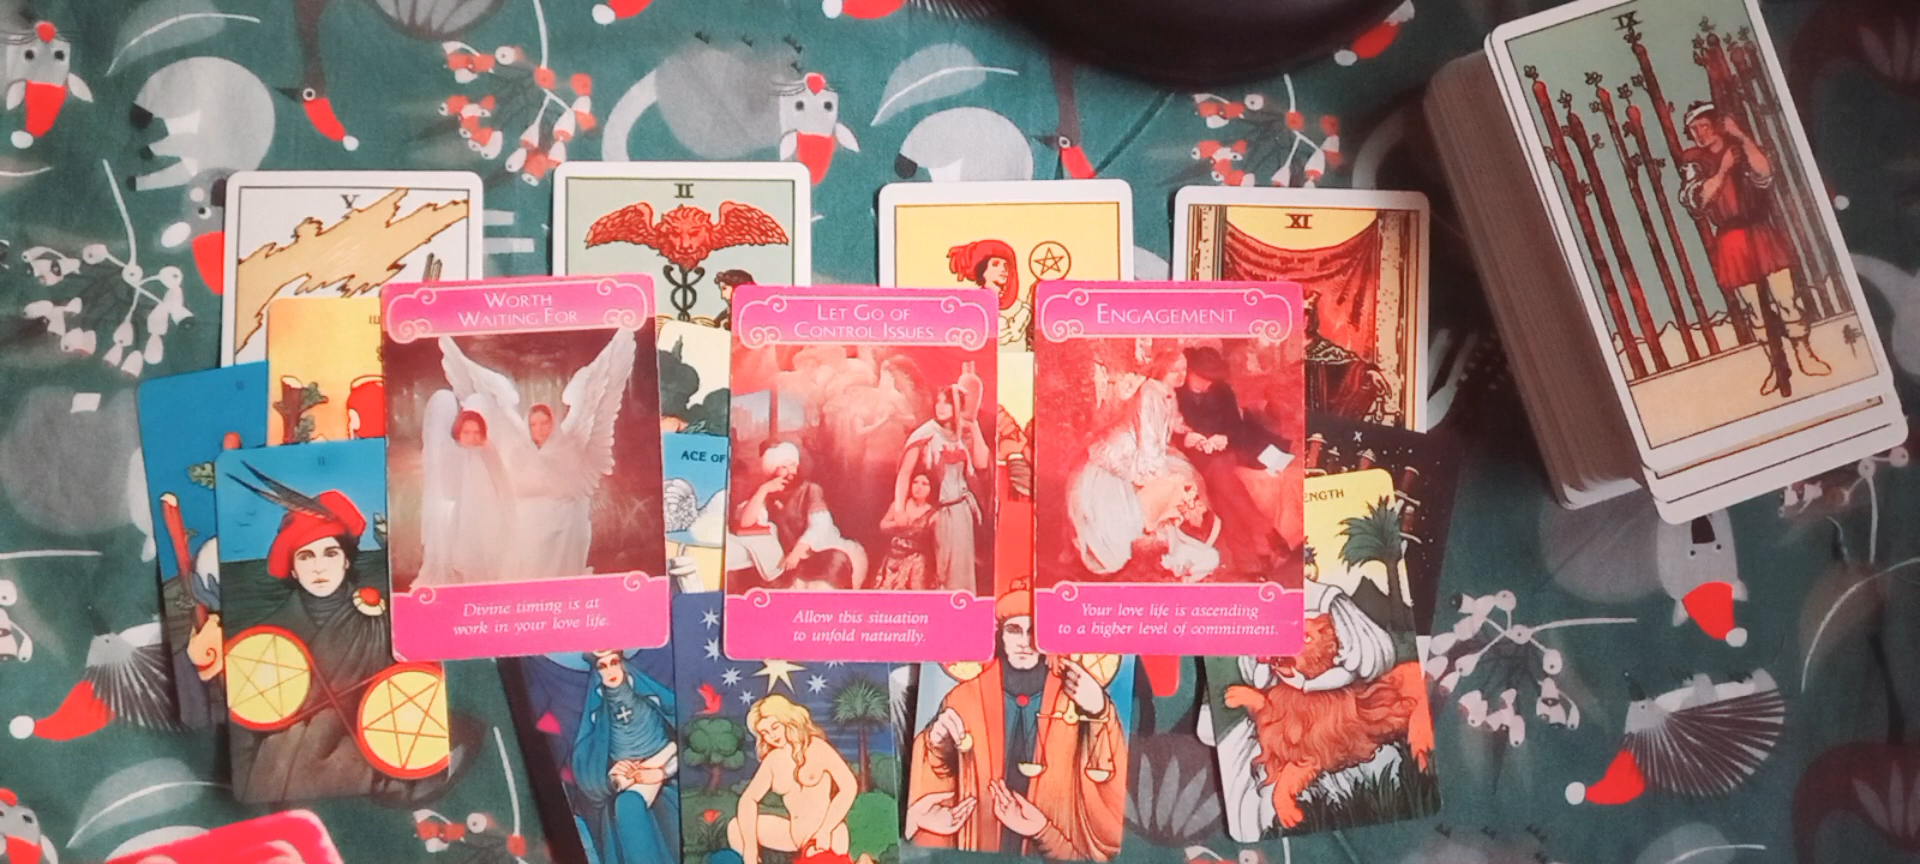 IX
V
II
XI
WORTH
WAITING FOR
LET GO OF
CONTROL ISSUES
ENGAGEMENT
II
ACE OF
X
ENGTH
Divine timing is at
work in your love life.
Allow this situation
to unfold naturally.
Your love life is ascending
to a higher level of commitment.